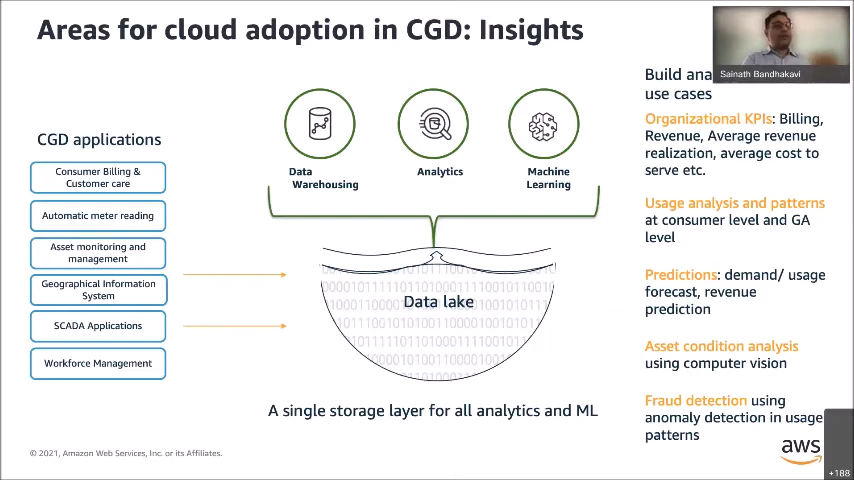 Areas for cloud adoption in CGD: Insights
Sainath Bandhakavi
CGD applications
Consumer Billing &
Customer care
Automatic meter reading
Asset monitoring and
management
Geographical Information
System
SCADA Applications
Workforce Management
Data
Warehousing
Analytics
Machine
Learning
Data lake
A single storage layer for all analytics and ML
Build
use cases
Organizational KPIs: Billing,
Revenue, Average revenue
realization, average cost to
serve etc.
Usage analysis and patterns
at consumer level and GA
level
Predictions: demand/ usage
forecast, revenue
prediction
Asset condition analysis
using computer vision
Fraud detection using
anomaly detection in usage
patterns
© 2021, Amazon Web Services, Inc. or its Affiliates.
aws
+188